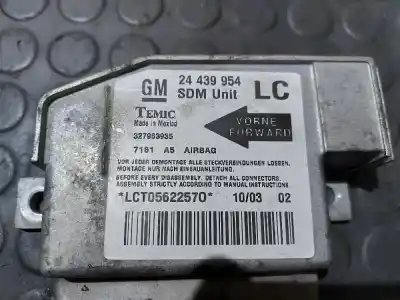 GM 24 439 954 LC
SDM Unit
TEMIC
Made in Mexico
VORNE
FORWARD
327963935
7181 A5 AIRBAG
VOR JEDER DEMONTAGE ALLE STECKVERBINDUNGEN LOESEN.
MONTAGE NUR NACH EINBAUANLEITUNG.
BEFORE EVERY DISASSEMBLY, DETACH ALL CONNECTORS
ASSEMBLY STRICTLY ACCORDING TO MANUAL INSTRUCTIONS
*LCT05622570* 10/03 02